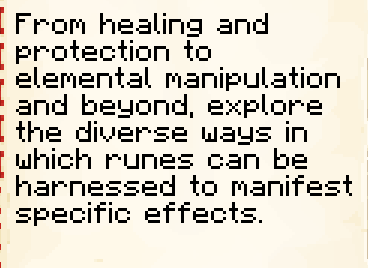 From healing and
protection to
elemental manipulation
and beyond, explore
the diverse ways in
which runes can be
harnessed to manifest
specific effects.